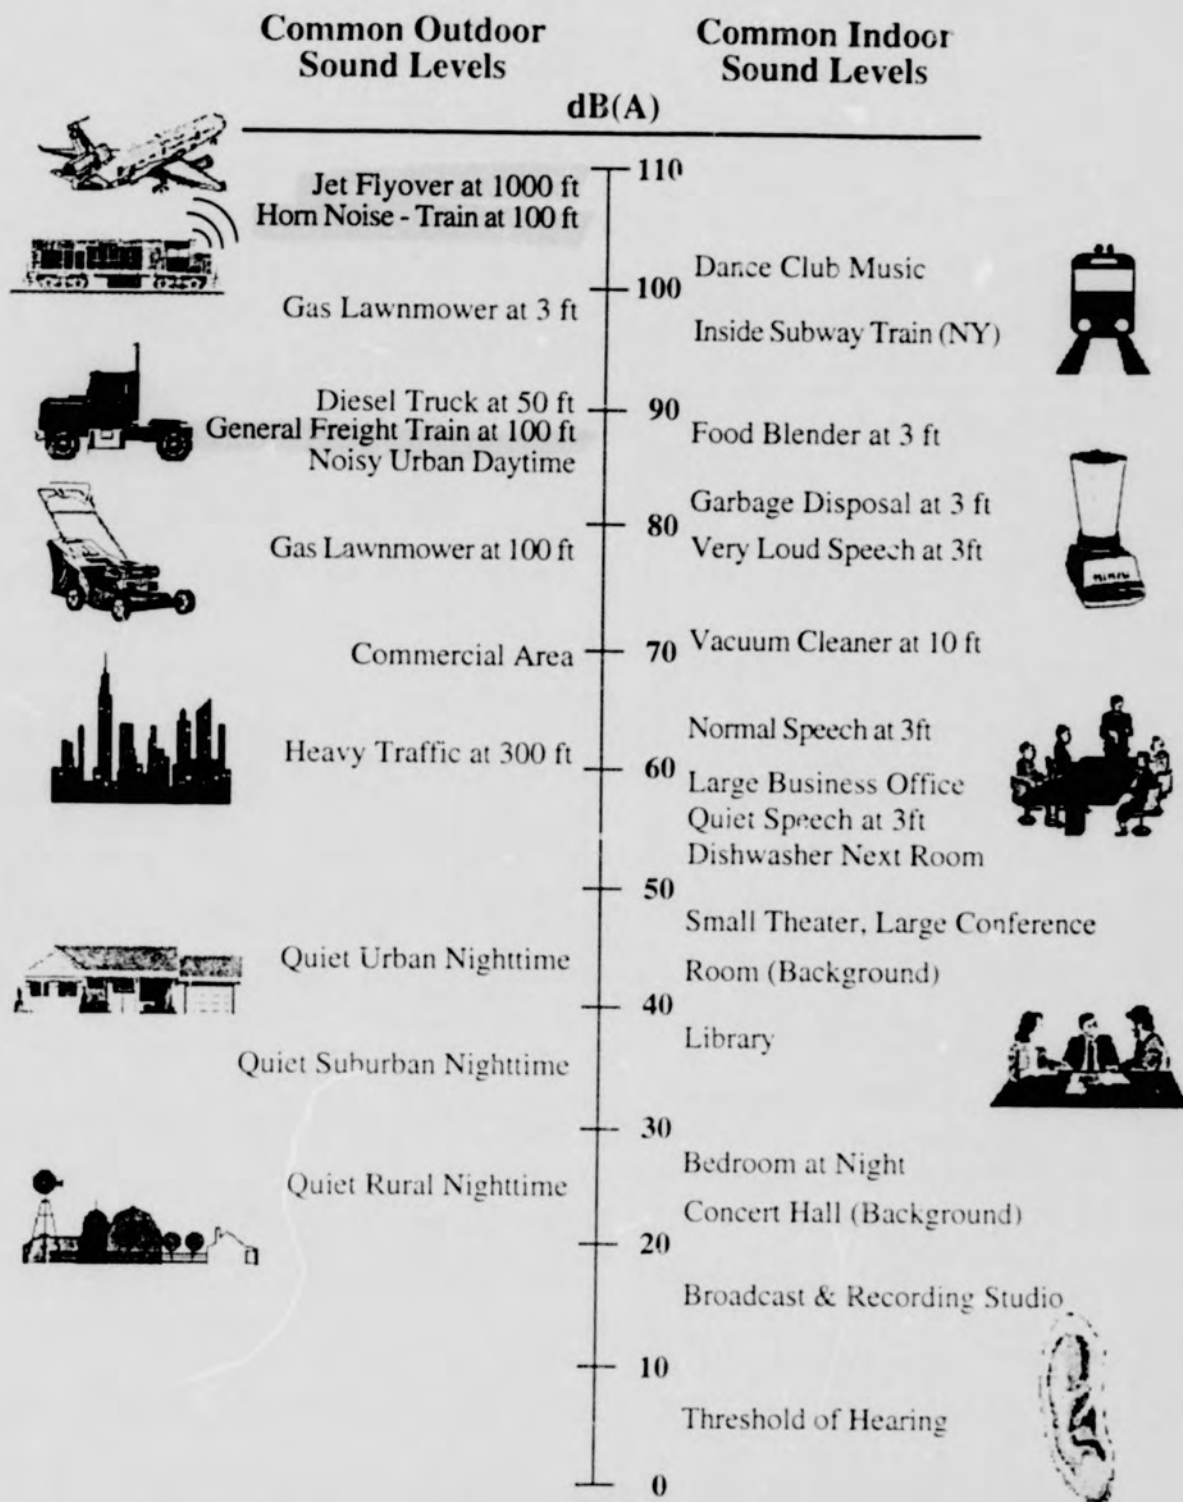 Common Outdoor
Sound Levels
Common Indoor
Sound Levels
dB(A)
Jet Flyover at 1000 ft
Horn Noise - Train at 100 ft
Gas Lawnmower at 3 ft
Diesel Truck at 50 ft
General Freight Train at 100 ft
Noisy Urban Daytime
Gas Lawnmower at 100 ft
Commercial Area
Heavy Traffic at 300 ft
Quiet Urban Nighttime
Quiet Suburban Nighttime
Quiet Rural Nighttime
110
100
90
80
70
60
50
40
30
20
10
0
Dance Club Music
Inside Subway Train (NY)
Food Blender at 3 ft
Garbage Disposal at 3 ft
Very Loud Speech at 3ft
Vacuum Cleaner at 10 ft
Normal Speech at 3ft
Large Business Office
Quiet Speech at 3ft
Dishwasher Next Room
Small Theater, Large Conference
Room (Background)
Library
Bedroom at Night
Concert Hall (Background)
Broadcast & Recording Studio
Threshold of Hearing